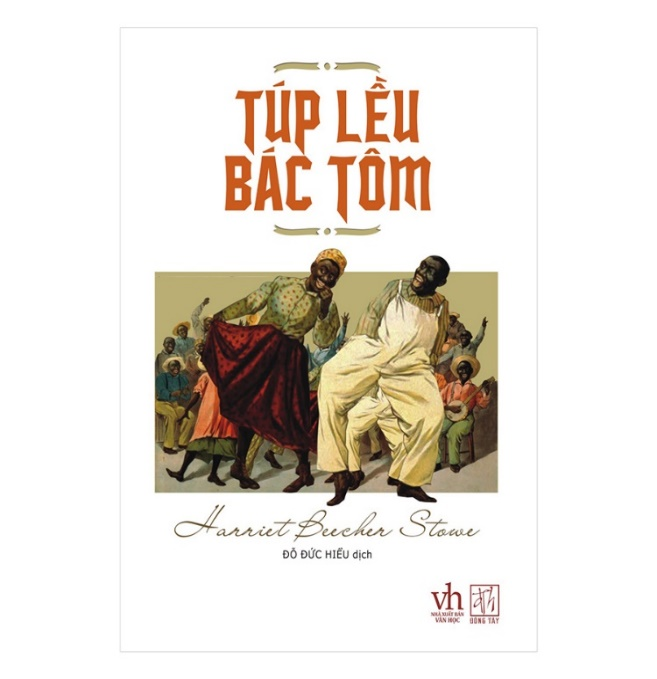 TÚP LỀU
BÁC TÔM
Harriet Beecher Stowe
ĐỖ ĐỨC HIỂU dịch
vh
NHÀ XUẤT BẢN
VĂN HỌC
đh
ĐÔNG TÂY